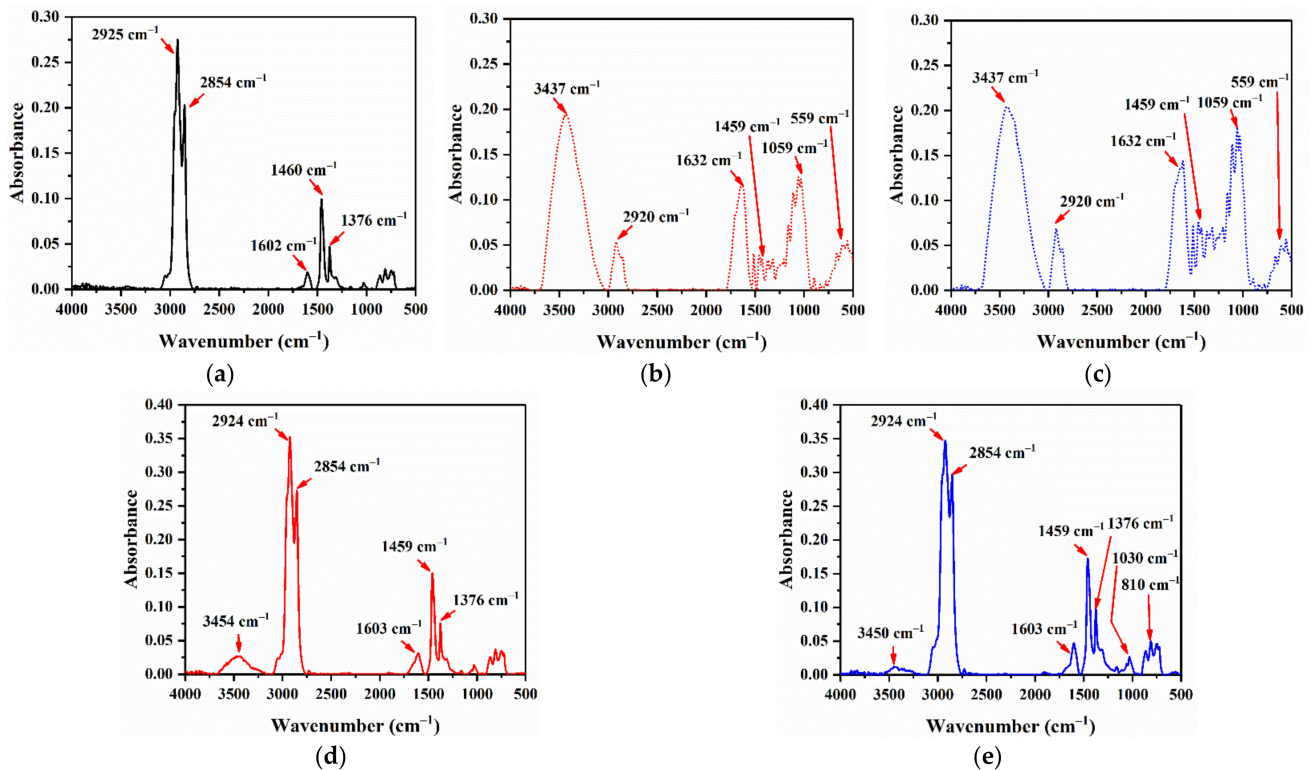 0.30
0.25
0.20
0.15
0.10
0.05
0.00
Absorbance
2925 cm⁻¹
2854 cm⁻¹
1460 cm⁻¹
1376 cm⁻¹
1602 cm⁻¹
4000 3500 3000 2500 2000 1500 1000 500
Wavenumber (cm⁻¹)
(a)
0.30
0.25
0.20
0.15
0.10
0.05
0.00
Absorbance
3437 cm⁻¹
2920 cm⁻¹
1632 cm⁻¹
1459 cm⁻¹
1059 cm⁻¹
559 cm⁻¹
4000 3500 3000 2500 2000 1500 1000 500
Wavenumber (cm⁻¹)
(b)
0.30
0.25
0.20
0.15
0.10
0.05
0.00
Absorbance
3437 cm⁻¹
2920 cm⁻¹
1632 cm⁻¹
1459 cm⁻¹
1059 cm⁻¹
559 cm⁻¹
4000 3500 3000 2500 2000 1500 1000 500
Wavenumber (cm⁻¹)
(c)
0.40
0.35
0.30
0.25
0.20
0.15
0.10
0.05
0.00
Absorbance
2924 cm⁻¹
2854 cm⁻¹
1459 cm⁻¹
1376 cm⁻¹
1603 cm⁻¹
3454 cm⁻¹
4000 3500 3000 2500 2000 1500 1000 500
Wavenumber (cm⁻¹)
(d)
0.40
0.35
0.30
0.25
0.20
0.15
0.10
0.05
0.00
Absorbance
2924 cm⁻¹
2854 cm⁻¹
1459 cm⁻¹
1376 cm⁻¹
1030 cm⁻¹
810 cm⁻¹
1603 cm⁻¹
3450 cm⁻¹
4000 3500 3000 2500 2000 1500 1000 500
Wavenumber (cm⁻¹)
(e)